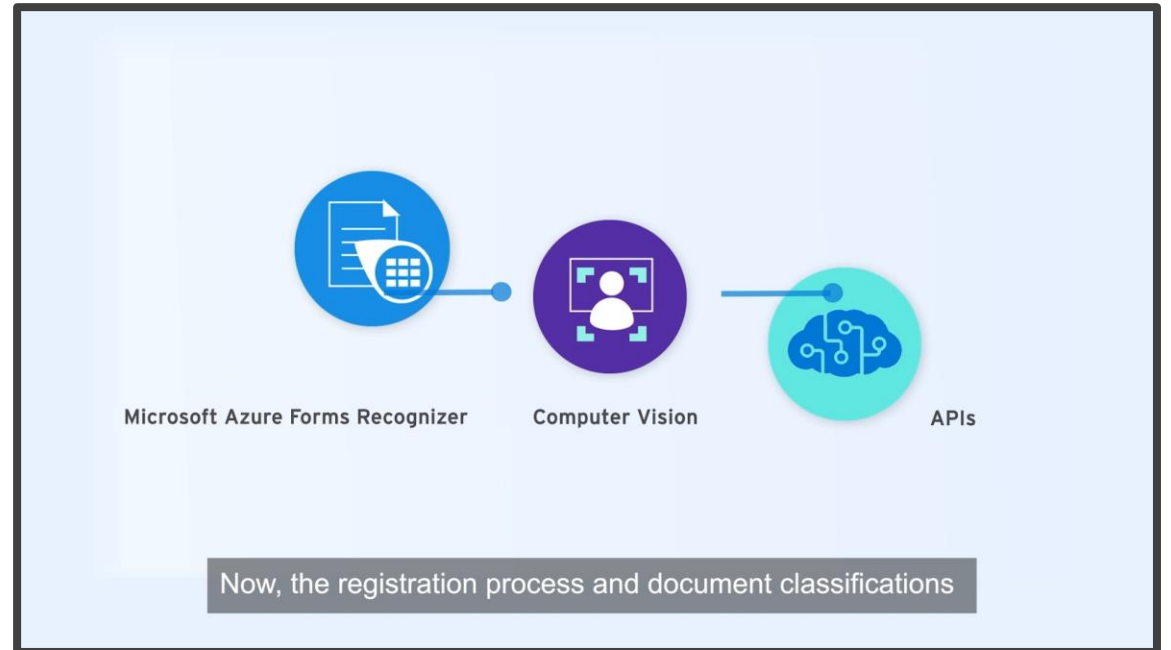 Microsoft Azure Forms Recognizer
Computer Vision
APIs
Now, the registration process and document classifications